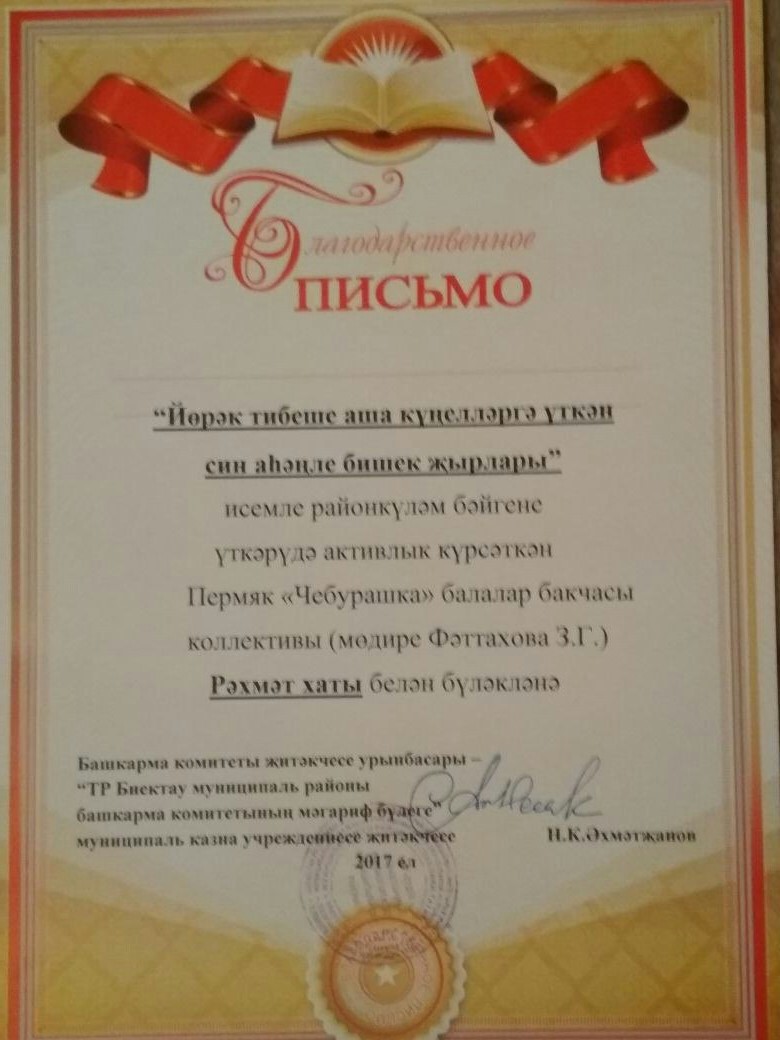 Благодарственное
ПИСЬМО
“Йөрәк тибеше аша күңелләргә үткән
син аһәңле бишек җырлары”
исемле районкүләм бәйгене
үткәрүдә активлык күрсәткән
Пермяк «Чебурашка» балалар бакчасы
коллективы (мөдире Фәттахова З.Г.)
Рәхмәт хаты белән бүләкләнә
Башкарма комитеты җитәкчесе урынбасары –
“ТР Биектау муниципаль районы
башкарма комитетының мәгариф бүлеге”
муниципаль казна учреждениесе җитәкчесе
Н.К.Әхмәтҗанов
2017 ел